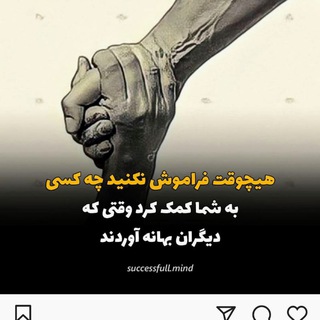 هیچوقت فراموش نکنید چه کسی
به شما کمک کرد وقتی که
دیگران بهانه آوردند
successfull.mind